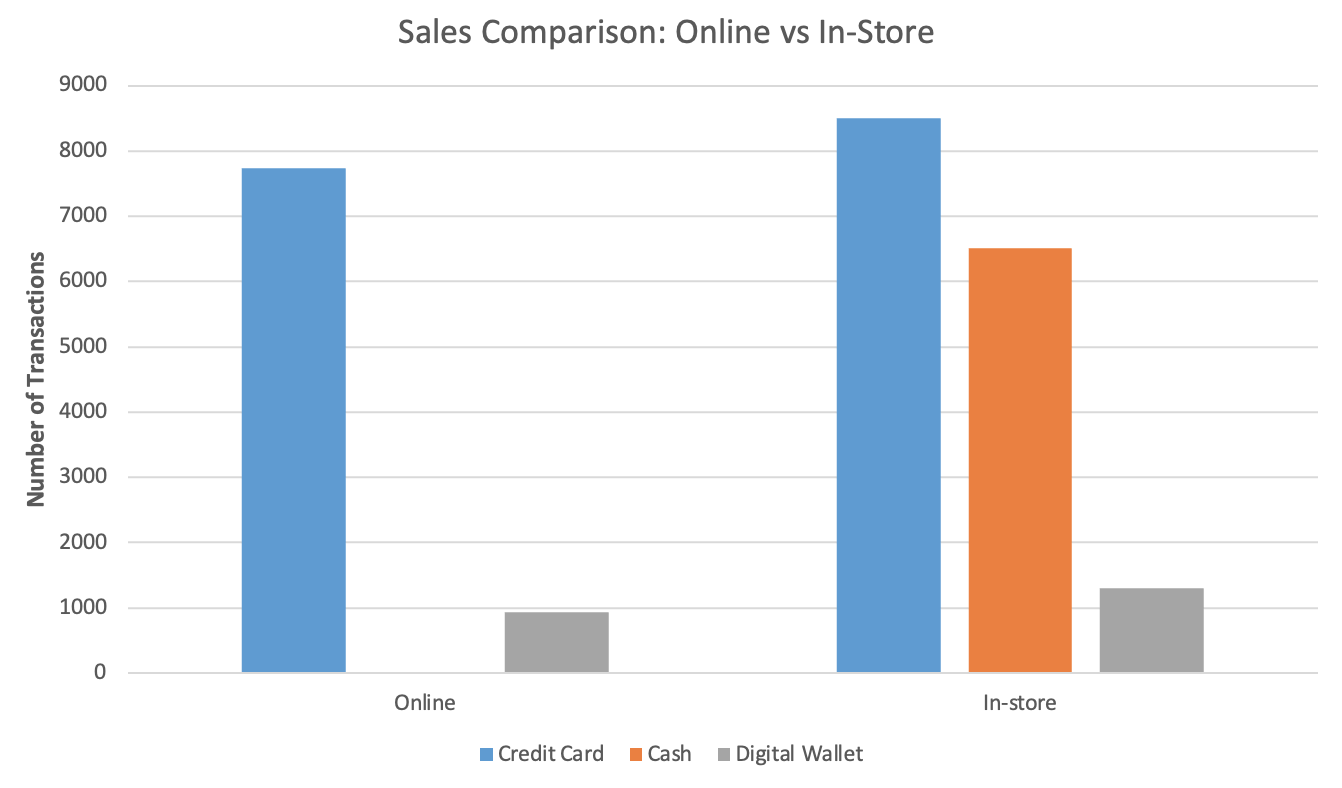 Sales Comparison: Online vs In-Store
9000
8000
7000
6000
5000
4000
3000
2000
1000
0
Number of Transactions
Online
In-store
Credit Card
Cash
Digital Wallet